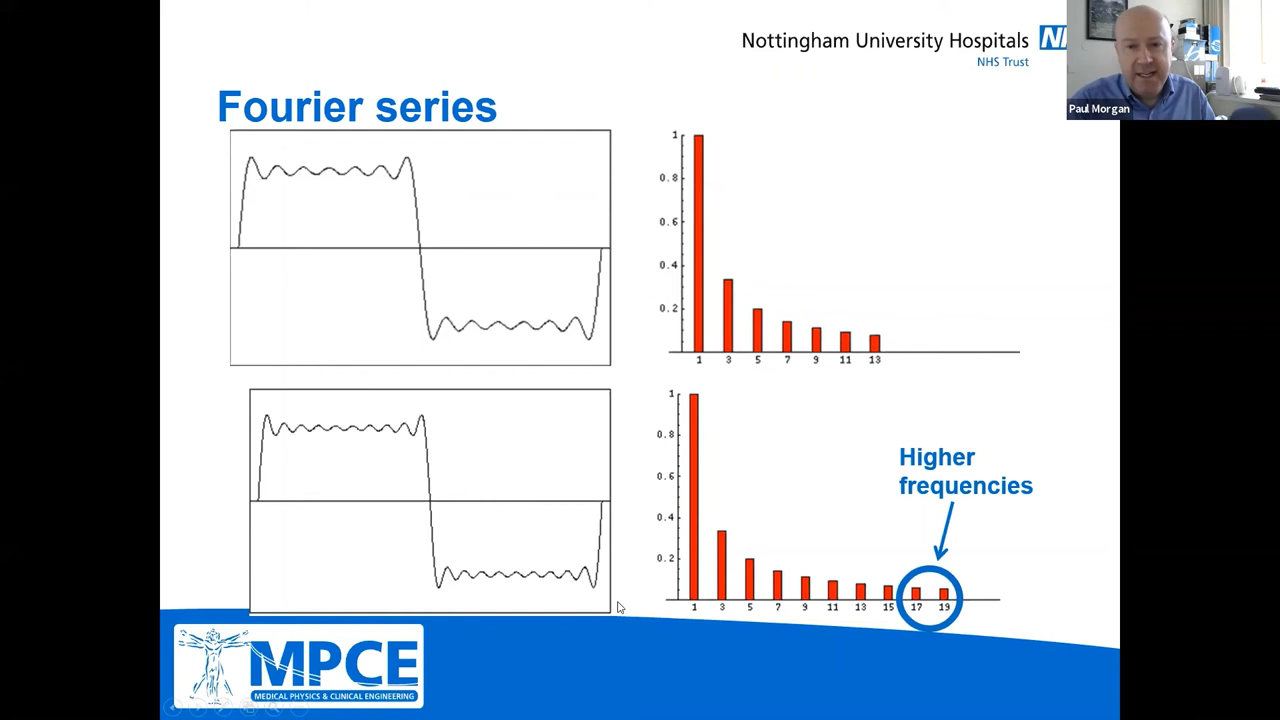 Nottingham University Hospitals
NHS Trust
Paul Morgan
Fourier series
1
0.8
0.6
0.4
0.2
1 3 5 7 9 11 13
1
0.8
0.6
0.4
0.2
1 3 5 7 9 11 13 15 17 19
Higher
frequencies
MPCE
MEDICAL PHYSICS & CLINICAL ENGINEERING